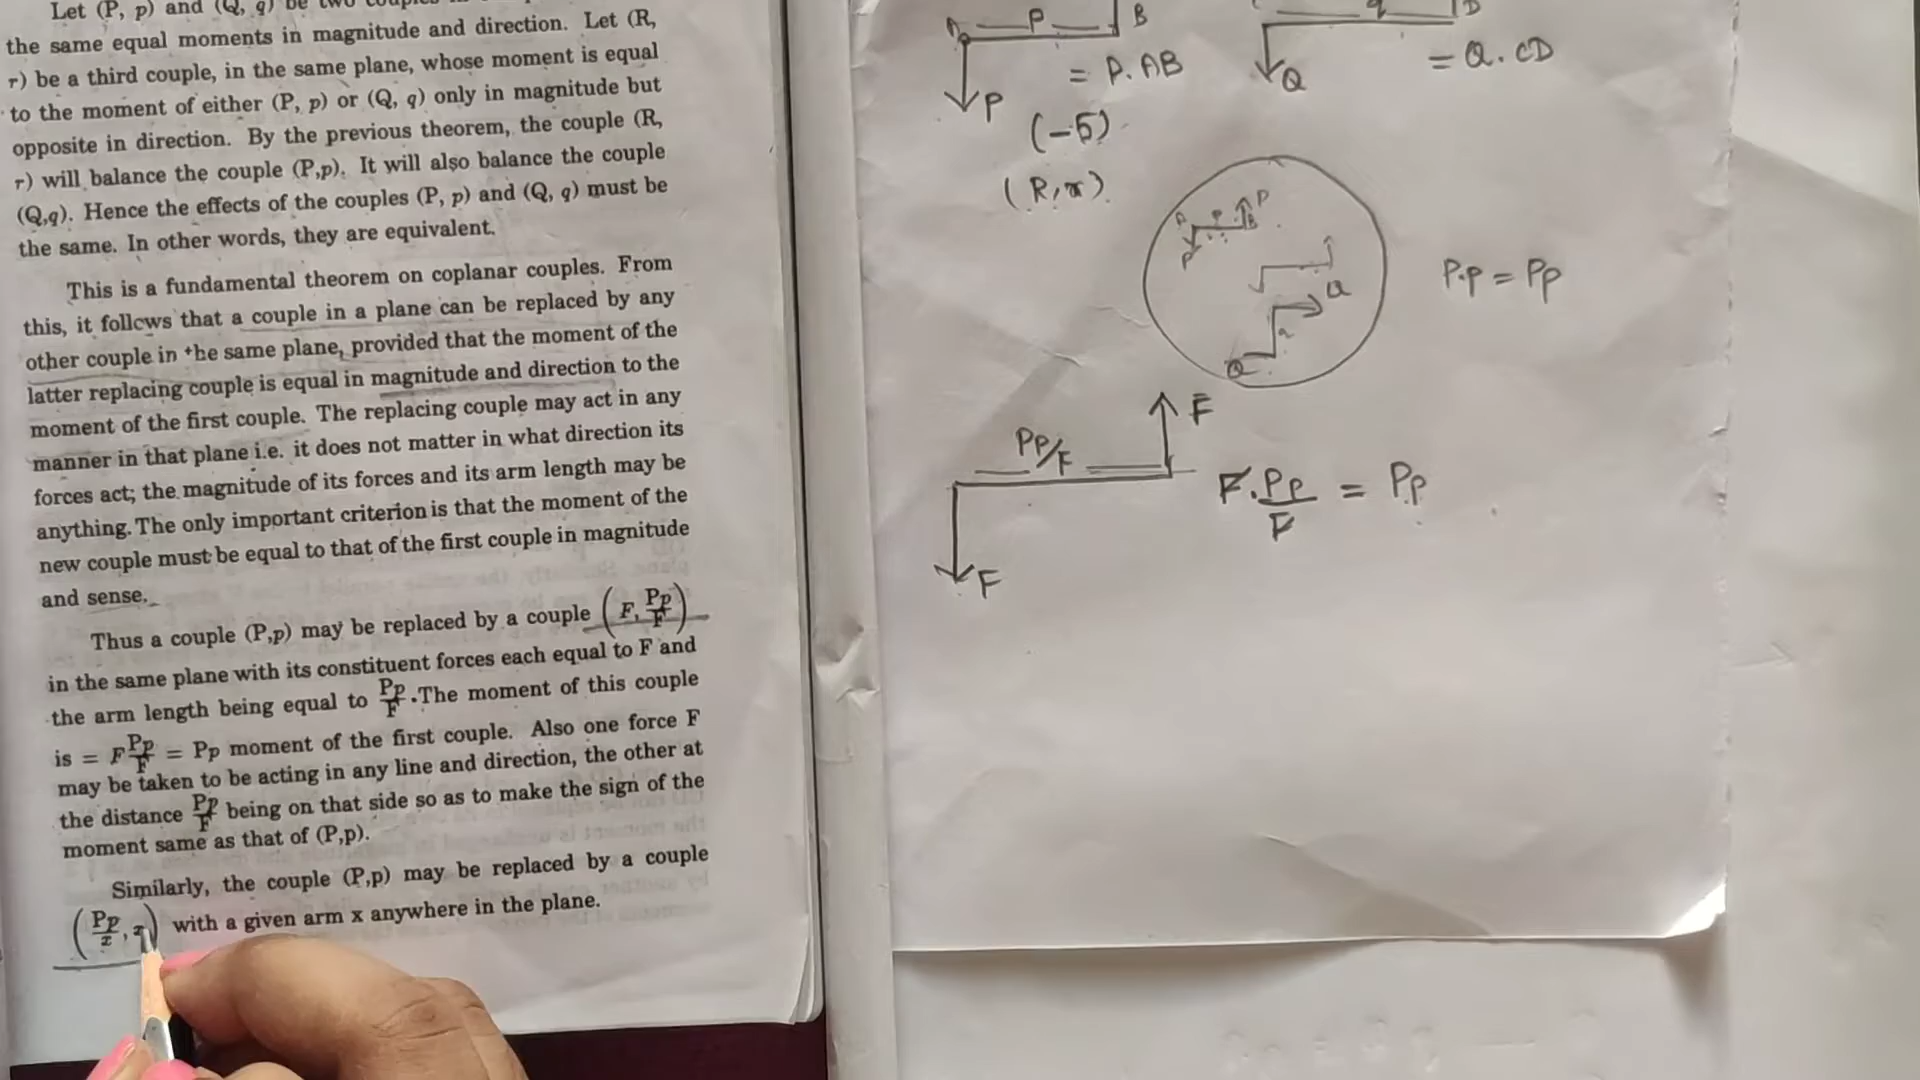 Let (P, p) and (Q, q) be two couples in
the same equal moments in magnitude and direction. Let (R,
r) be a third couple, in the same plane, whose moment is equal
to the moment of either (P, p) or (Q, q) only in magnitude but
opposite in direction. By the previous theorem, the couple (R,
r) will balance the couple (P,p). It will also balance the couple
(Q,q). Hence the effects of the couples (P, p) and (Q, q) must be
the same. In other words, they are equivalent.
This is a fundamental theorem on coplanar couples. From
this, it follows that a couple in a plane can be replaced by any
other couple in the same plane, provided that the moment of the
latter replacing couple is equal in magnitude and direction to the
moment of the first couple. The replacing couple may act in any
manner in that plane i.e. it does not matter in what direction its
forces act; the magnitude of its forces and its arm length may be
anything. The only important criterion is that the moment of the
new couple must be equal to that of the first couple in magnitude
and sense.
Thus a couple (P,p) may be replaced by a couple (F, Pp/F)
in the same plane with its constituent forces each equal to F and
the arm length being equal to Pp/F. The moment of this couple
is = F Pp/F = Pp moment of the first couple. Also one force F
may be taken to be acting in any line and direction, the other at
the distance Pp/F being on that side so as to make the sign of the
moment same as that of (P,p).
Similarly, the couple (P,p) may be replaced by a couple
(Pp/x, x) with a given arm x anywhere in the plane.
A P B
= P. AB
P
(-5)
(R, r)
q D
= Q. CD
Q
A P B P
P
Q
q
Q
P.p = Pp
F
Pp/F
F. Pp/F = Pp
F